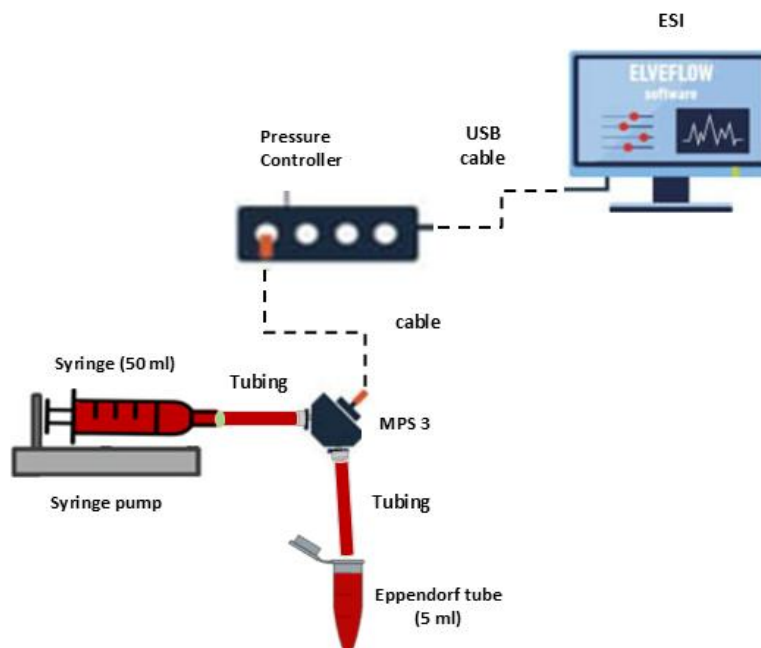 ESI
ELVEFLOW
software
USB
cable
Pressure
Controller
cable
Syringe (50 ml)
Tubing
MPS 3
Syringe pump
Tubing
Eppendorf tube
(5 ml)